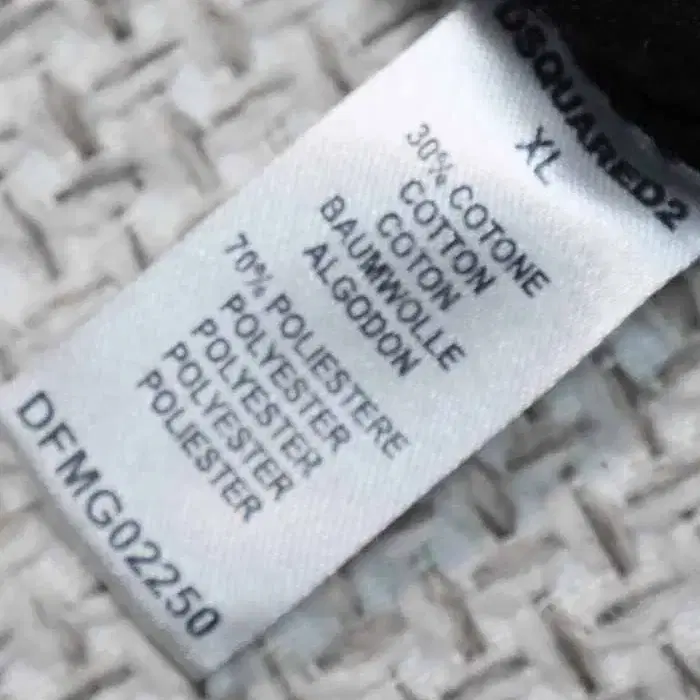 DSQUARED2
XL
30% COTONE
COTTON
COTON
BAUMWOLLE
ALGODON
70% POLIESTERE
POLYESTER
POLYESTER
POLYESTER
POLIESTER
DFMG02250